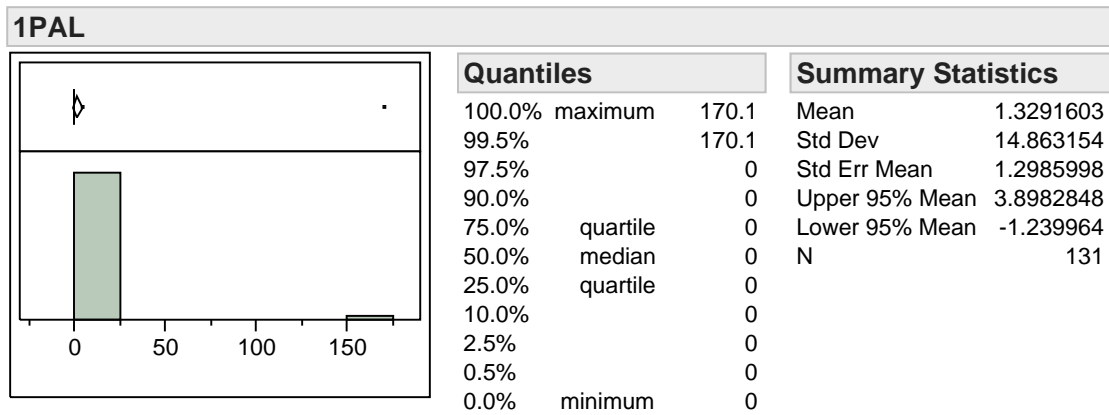 1PAL
0 50 100 150
Quantiles
100.0% maximum 170.1
99.5% 170.1
97.5% 0
90.0% 0
75.0% quartile 0
50.0% median 0
25.0% quartile 0
10.0% 0
2.5% 0
0.5% 0
0.0% minimum 0
Summary Statistics
Mean 1.3291603
Std Dev 14.863154
Std Err Mean 1.2985998
Upper 95% Mean 3.8982848
Lower 95% Mean -1.239964
N 131